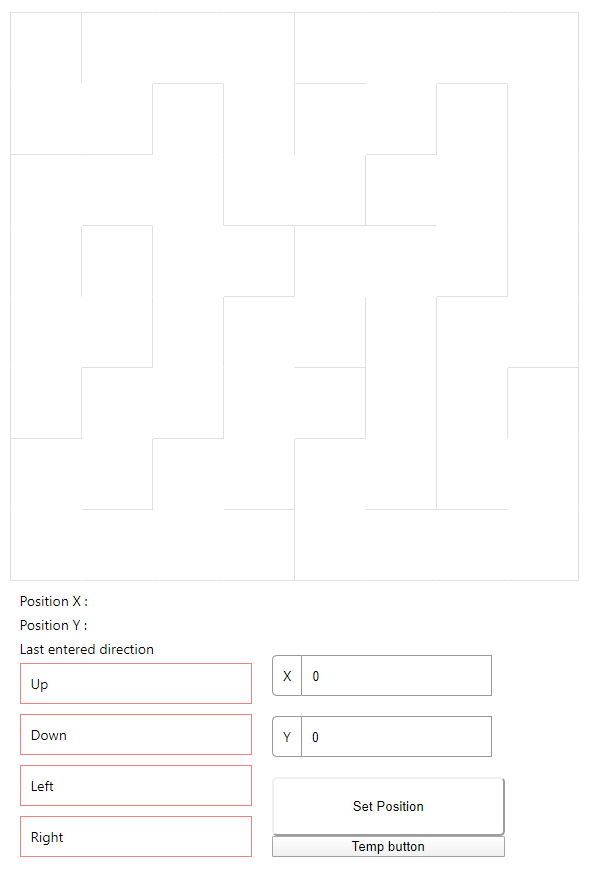 Position X :
Position Y :
Last entered direction
Up
Down
Left
Right
X 0
Y 0
Set Position
Temp button